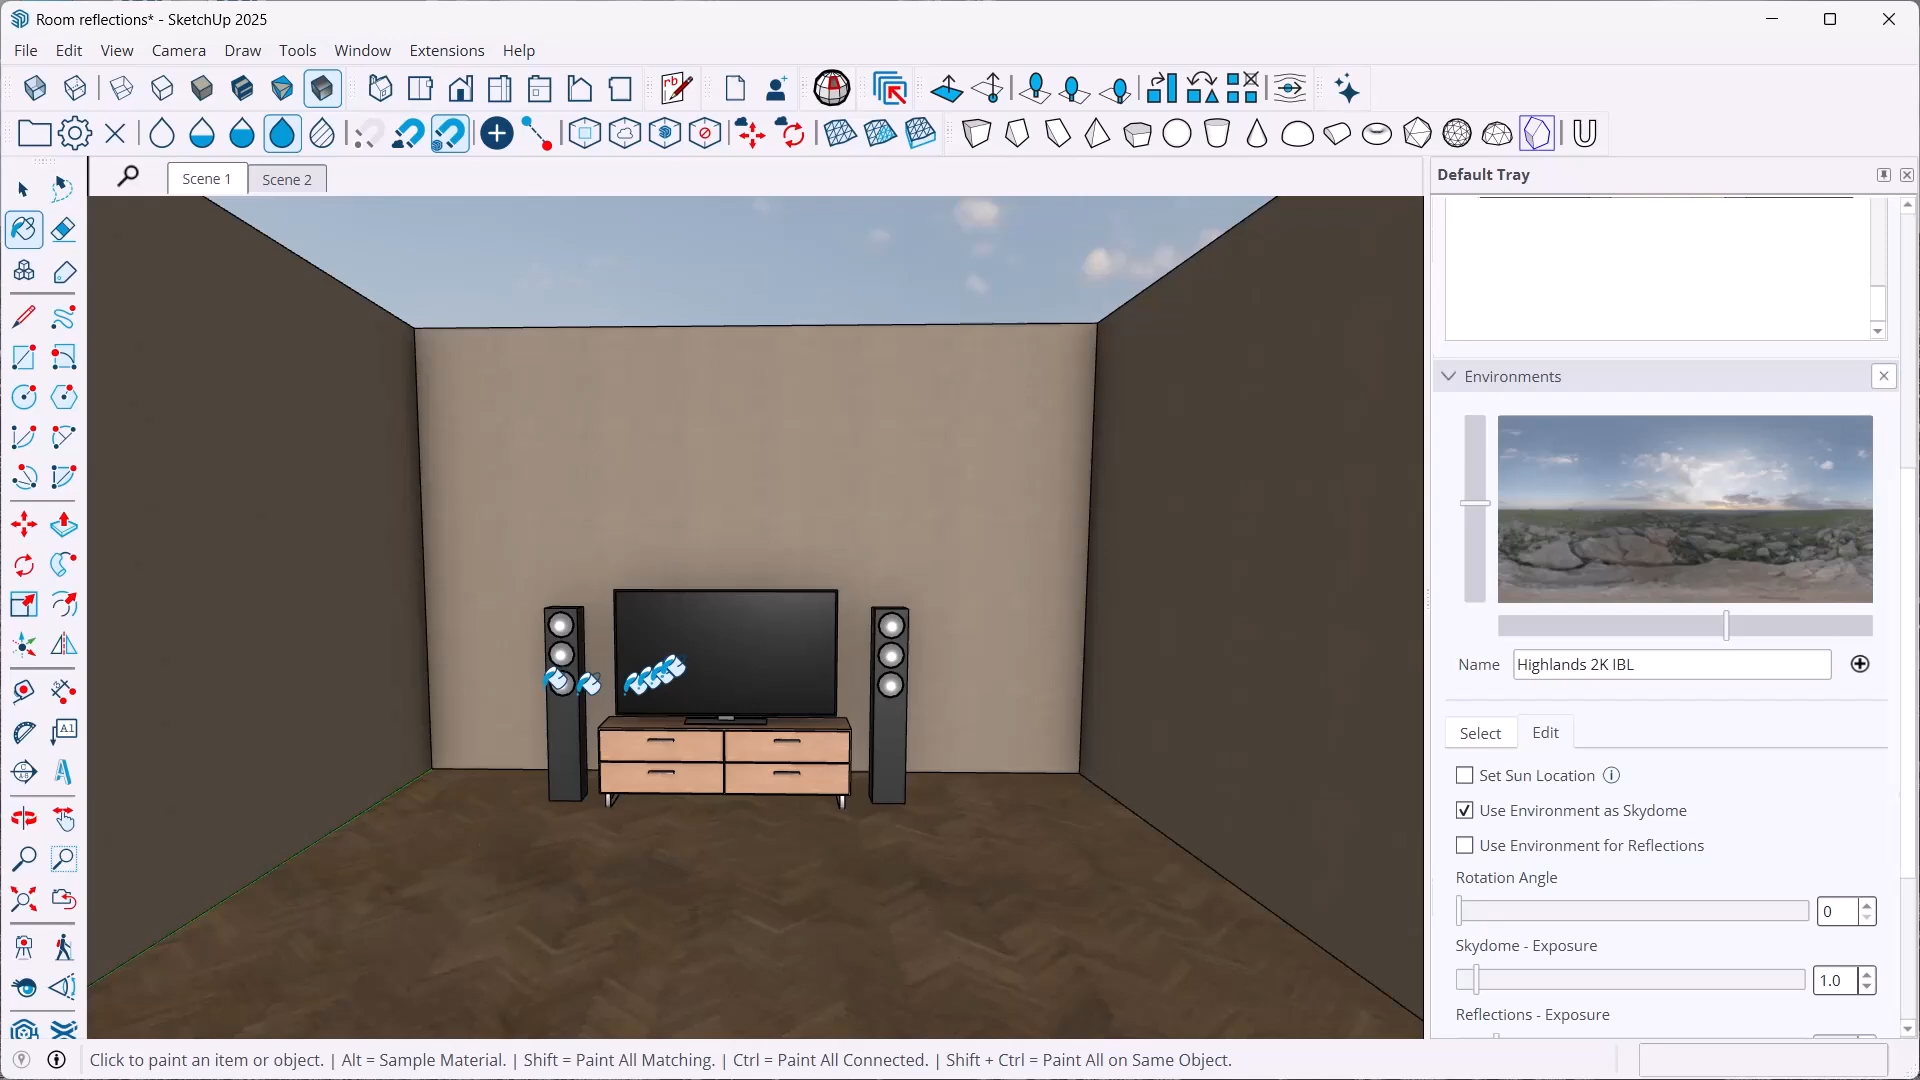 Room reflections* - SketchUp 2025
File Edit View Camera Draw Tools Window Extensions Help
rb
Scene 1
Scene 2
Default Tray
Environments
Name
Highlands 2K IBL
Select
Edit
Set Sun Location
Use Environment as Skydome
Use Environment for Reflections
Rotation Angle
0
Skydome - Exposure
1.0
Reflections - Exposure
A1
Click to paint an item or object. | Alt = Sample Material. | Shift = Paint All Matching. | Ctrl = Paint All Connected. | Shift + Ctrl = Paint All on Same Object.